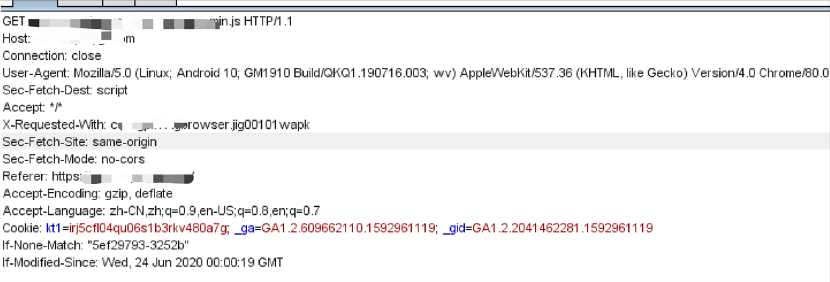 GET min.js HTTP/1.1
Host: om
Connection: close
User-Agent: Mozilla/5.0 (Linux; Android 10; GM1910 Build/QKQ1.190716.003; wv) AppleWebKit/537.36 (KHTML, like Gecko) Version/4.0 Chrome/80.0
Sec-Fetch-Dest: script
Accept: */*
X-Requested-With: browser.jig00101wapk
Sec-Fetch-Site: same-origin
Sec-Fetch-Mode: no-cors
Referer: https:
Accept-Encoding: gzip, deflate
Accept-Language: zh-CN,zh;q=0.9,en-US;q=0.8,en;q=0.7
Cookie: kt1=irj5cfl04qu06s1b3rkv480a7g; _ga=GA1.2.609662110.1592961119; _gid=GA1.2.2041462281.1592961119
If-None-Match: "5ef29793-3252b"
If-Modified-Since: Wed, 24 Jun 2020 00:00:19 GMT